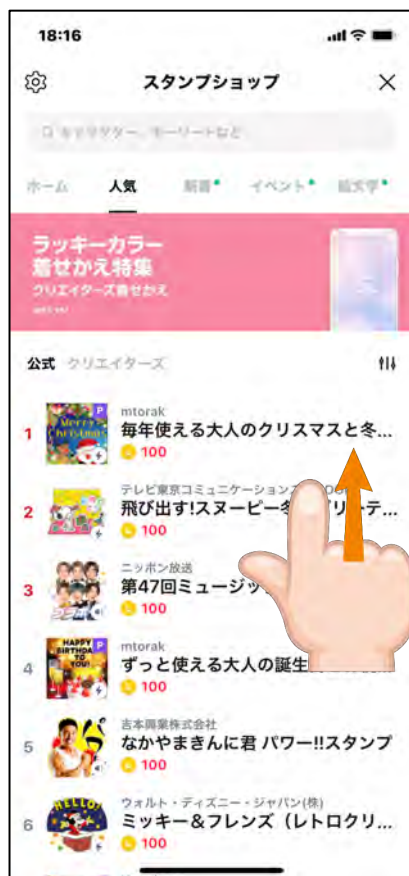 18:16
スタンプショップ
ホーム 人気 新着 イベント 絵文字
ラッキーカラー
着せかえ特集
クリエイターズ着せかえ
公式 クリエイターズ
mtorak
1 毎年使える大人のクリスマスと冬...
100
テレビ東京コミュニケーション
2 飛び出す!スヌーピー冬
100
ニッポン放送
3 第47回ミュージッ
100
mtorak
4 ずっと使える大人の誕生
100
吉本興業株式会社
5 なかやまきんに君 パワー!!スタンプ
100
ウォルト・ディズニー・ジャパン(株)
6 ミッキー&フレンズ（レトロクリ...
100